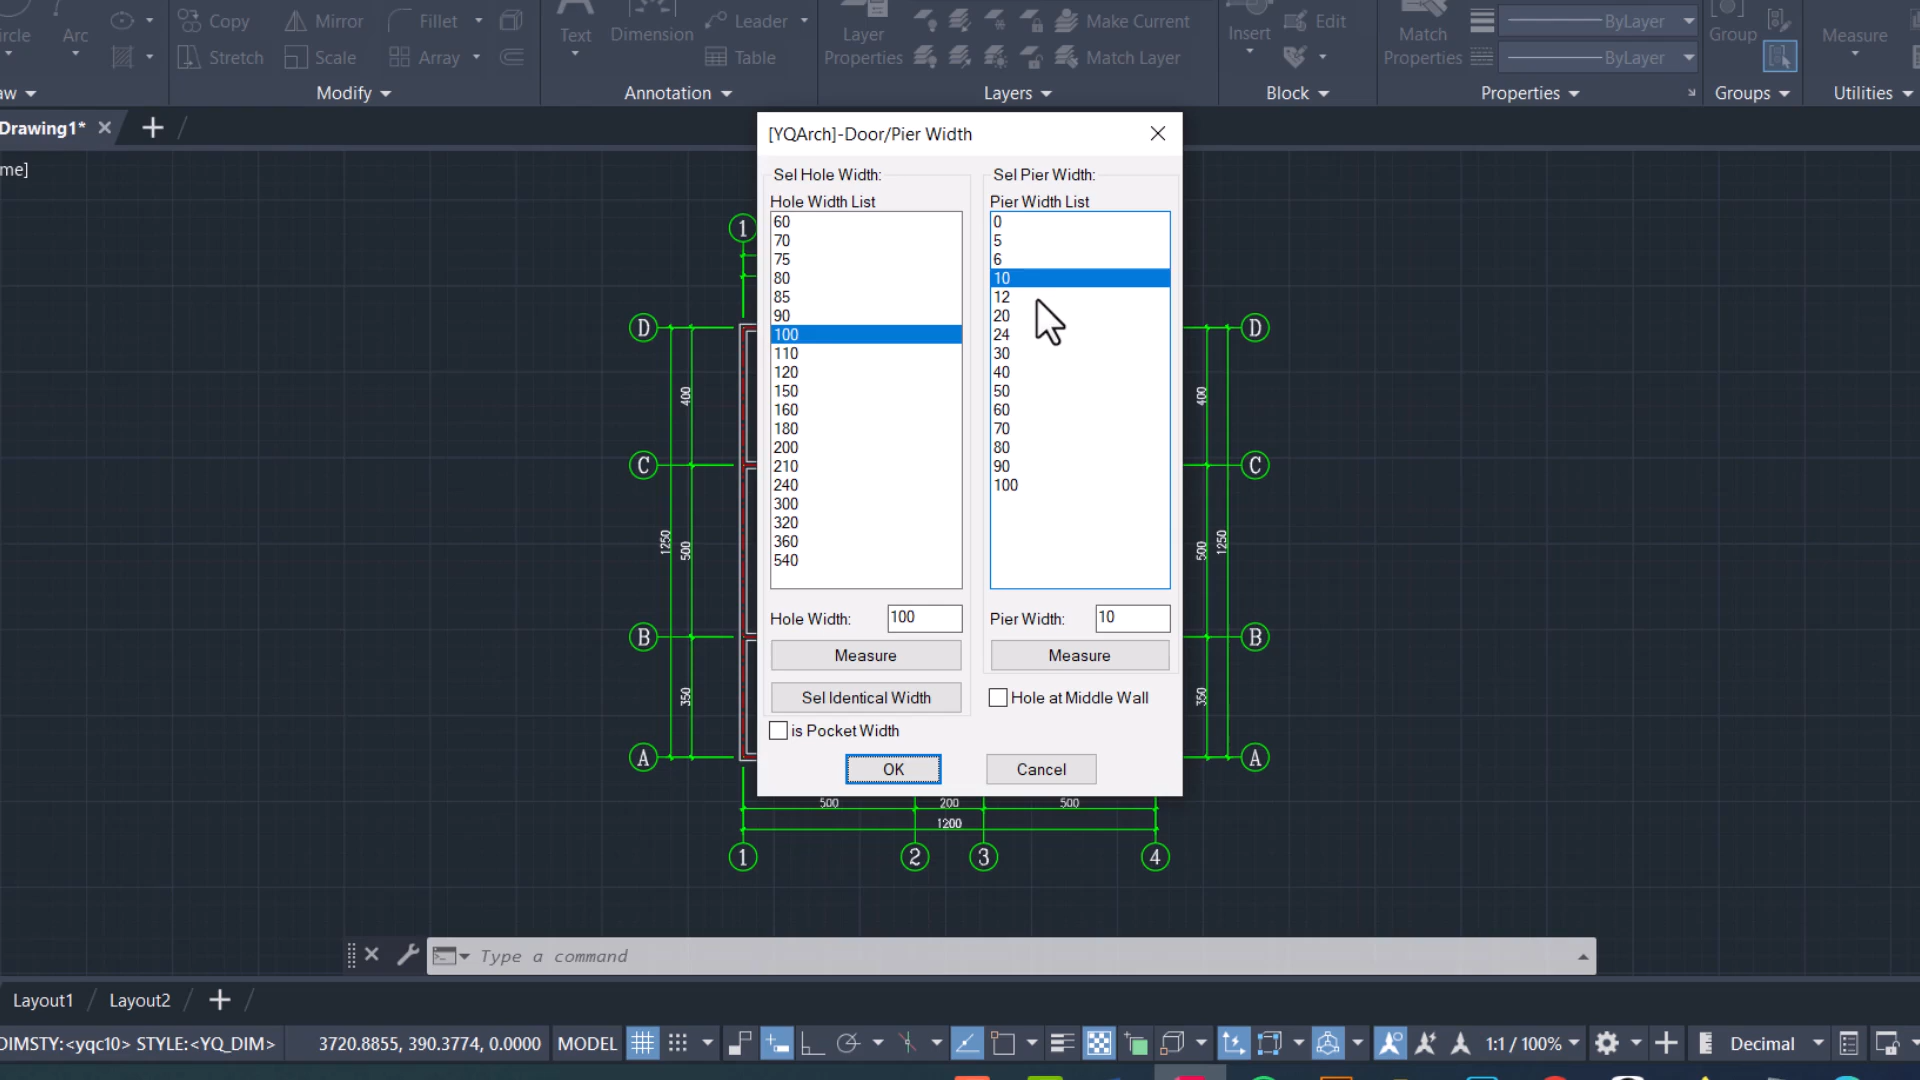 Circle
Arc
Copy
Mirror
Fillet
Text
Dimension
Leader
Layer
Properties
Make Current
Insert
Edit
Match
Properties
ByLayer
Group
Measure
Stretch
Scale
Array
Table
Match Layer
ByLayer
aw
Modify
Annotation
Layers
Block
Properties
Groups
Utilities
Drawing1*
me]
[YQArch]-Door/Pier Width
Sel Hole Width:
Sel Pier Width:
Hole Width List
Pier Width List
60
70
75
80
85
90
100
110
120
150
160
180
200
210
240
300
320
360
540
0
5
6
10
12
20
24
30
40
50
60
70
80
90
100
Hole Width: 100
Pier Width: 10
Measure
Measure
Sel Identical Width
Hole at Middle Wall
is Pocket Width
OK
Cancel
1
D
D
400
400
C
C
1250
500
500
1250
B
B
350
350
A
A
500
200
500
1200
1
2
3
4
Type a command
Layout1
Layout2
DIMSTY:<yqc10> STYLE:<YQ_DIM>
3720.8855, 390.3774, 0.0000
MODEL
1:1 / 100%
Decimal